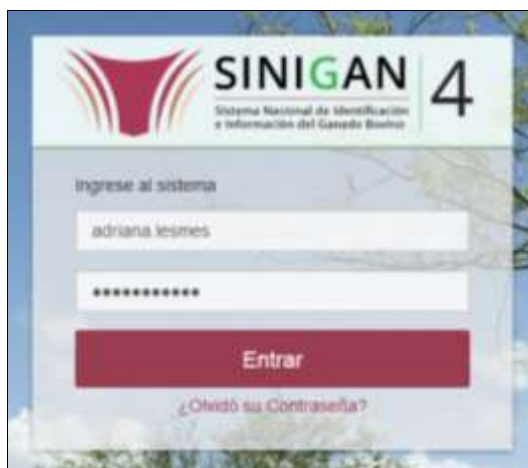 SINIGAN 4
Sistema Nacional de Identificación
e Información del Ganado Bovino
Ingrese al sistema
adriana lesmes
•••••••••••
Entrar
¿Olvidó su Contraseña?